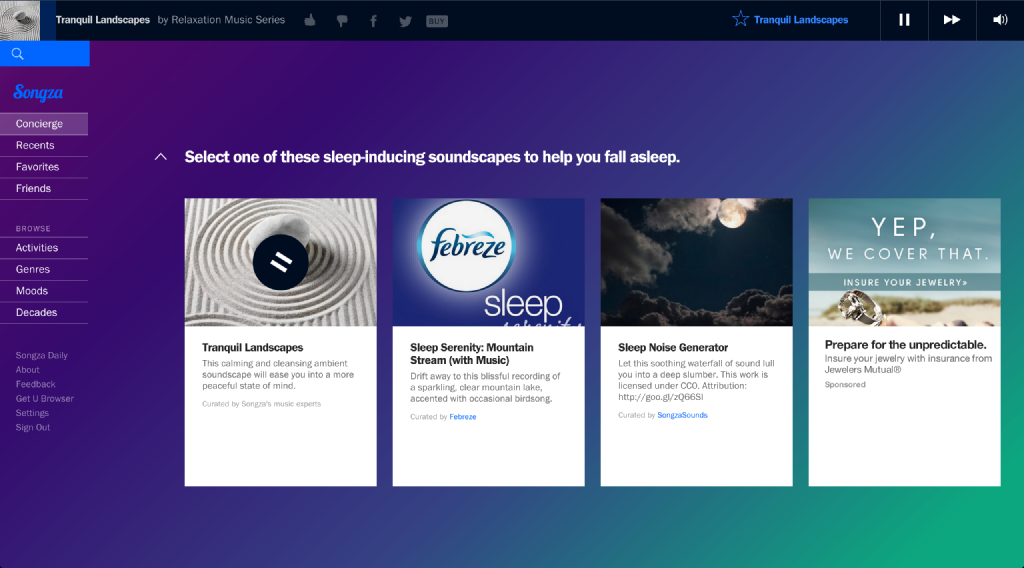 Tranquil Landscapes by Relaxation Music Series BUY Tranquil Landscapes
Songza
Concierge
Recents
Favorites
Friends
BROWSE
Activities
Genres
Moods
Decades
Songza Daily
About
Feedback
Get U Browser
Settings
Sign Out
Select one of these sleep-inducing soundscapes to help you fall asleep.
Tranquil Landscapes
This calming and cleansing ambient
soundscape will ease you into a more
peaceful state of mind.
Curated by Songza's music experts
febreze
sleep
serenity
Sleep Serenity: Mountain
Stream (with Music)
Drift away to this blissful recording of
a sparkling, clear mountain lake,
accented with occasional birdsong.
Curated by Febreze
Sleep Noise Generator
Let this soothing waterfall of sound lull
you into a deep slumber. This work is
licensed under CC0. Attribution:
http://goo.gl/zQ66Sl
Curated by SongzaSounds
YEP,
WE COVER THAT.
INSURE YOUR JEWELRY»
Prepare for the unpredictable.
Insure your jewelry with insurance from
Jewelers Mutual®
Sponsored